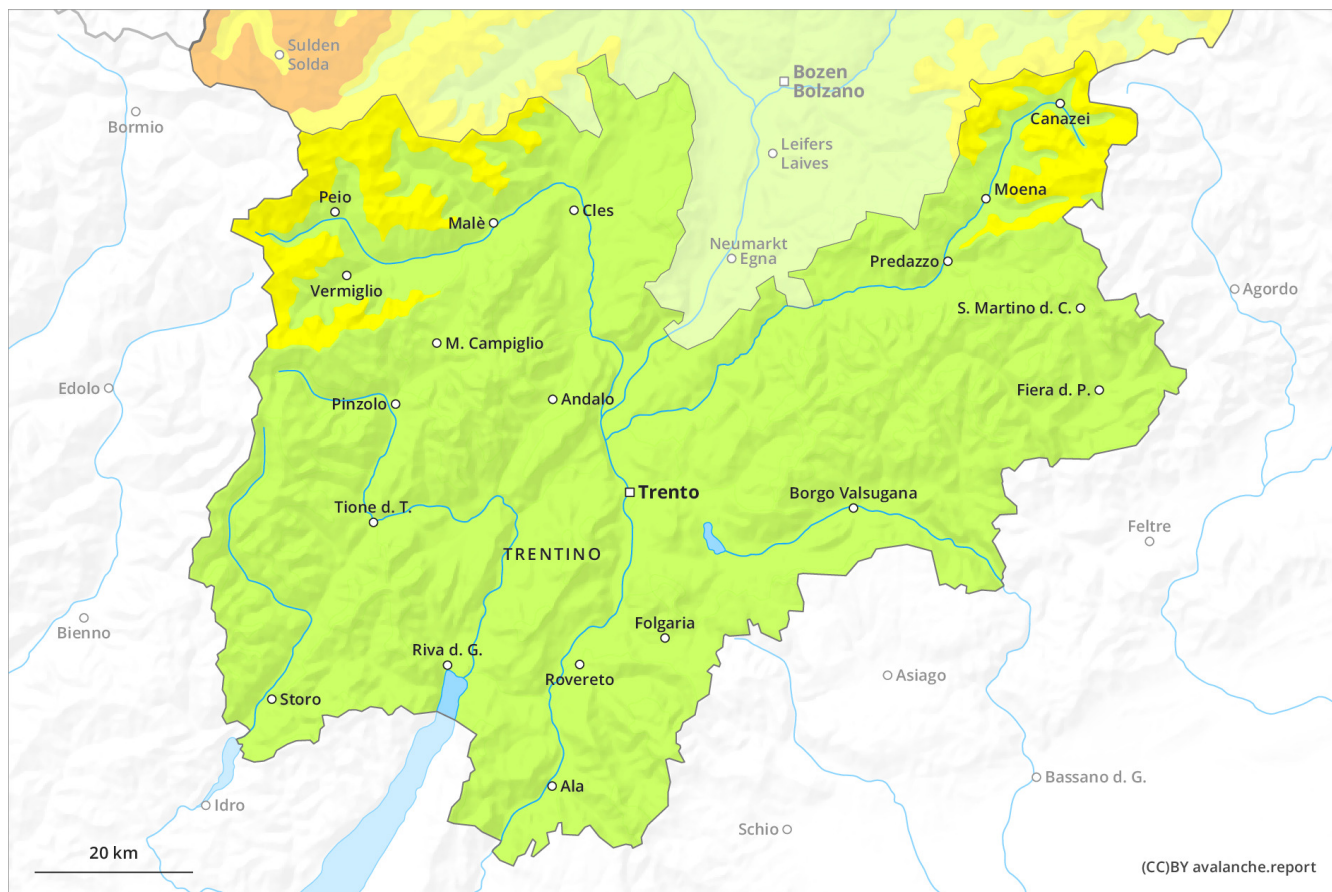 Sulden
Solda
Bozen
Bolzano
Bormio
Canazei
Leifers
Laives
Peio
Moena
Malè
Cles
Neumarkt
Egna
Predazzo
Vermiglio
Agordo
S. Martino d. C.
M. Campiglio
Edolo
Fiera d. P.
Pinzolo
Andalo
Trento
Borgo Valsugana
Tione d. T.
Feltre
TRENTINO
Bienno
Folgaria
Riva d. G.
Asiago
Rovereto
Storo
Bassano d. G.
Ala
Idro
Schio
20 km
(CC)BY avalanche.report